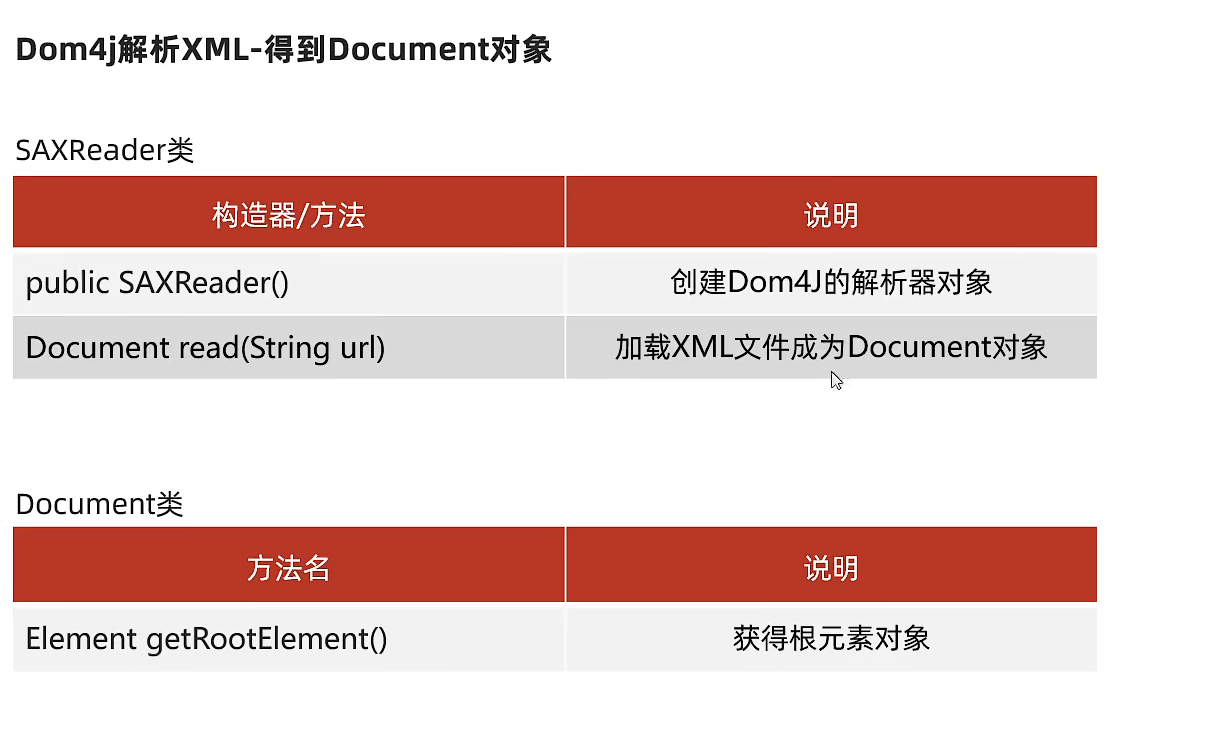 Dom4j解析XML-得到Document对象
SAXReader类
构造器/方法 说明
public SAXReader() 创建Dom4J的解析器对象
Document read(String url) 加载XML文件成为Document对象
Document类
方法名 说明
Element getRootElement() 获得根元素对象